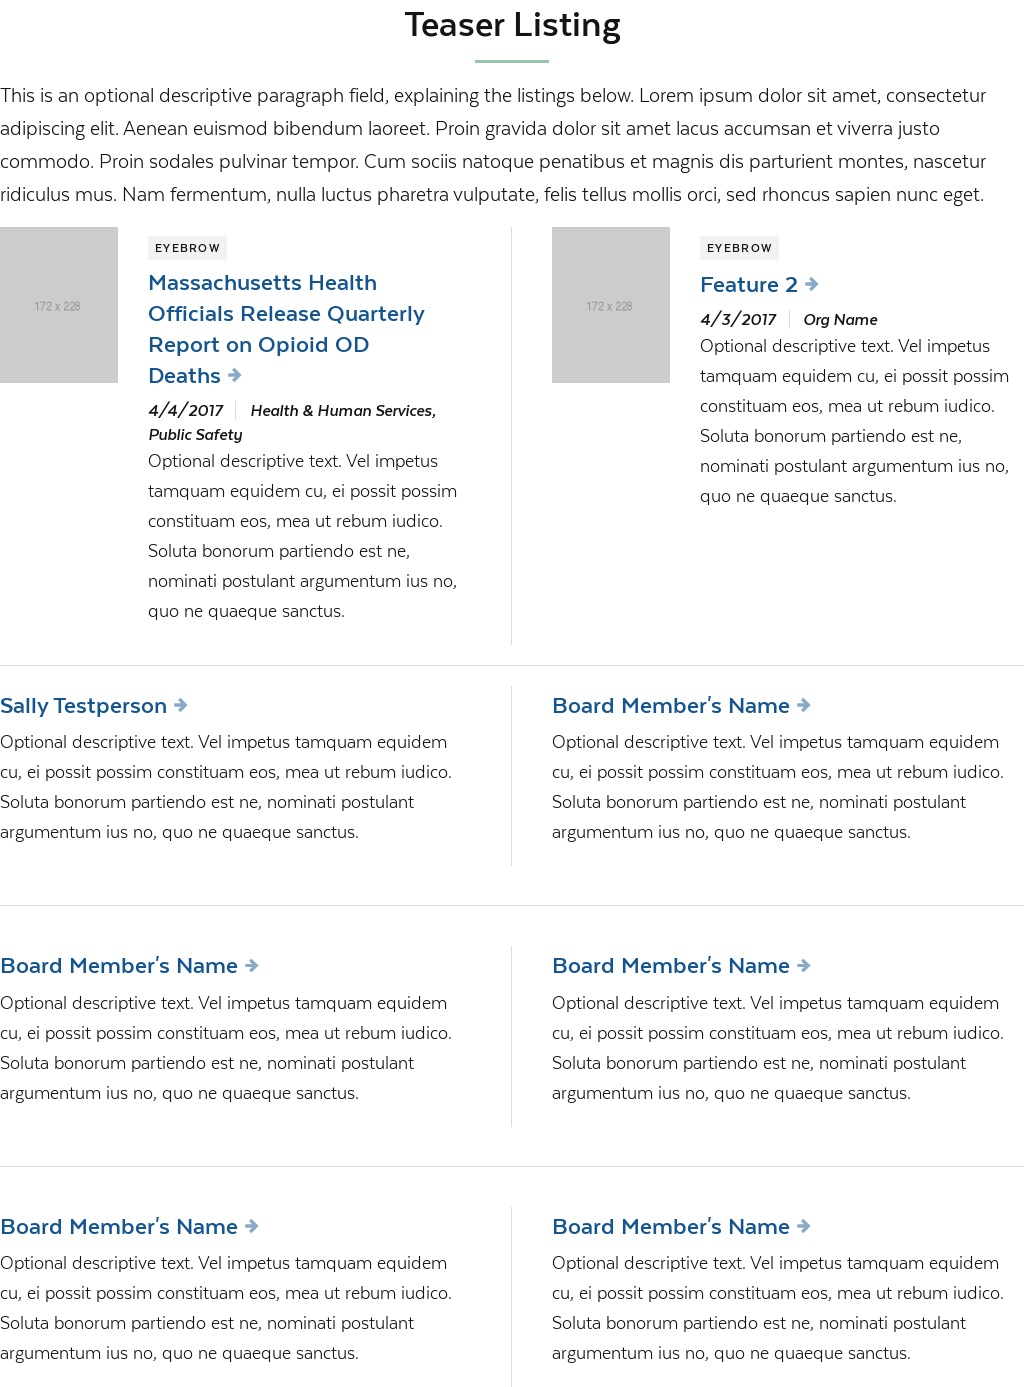 Teaser Listing
This is an optional descriptive paragraph field, explaining the listings below. Lorem ipsum dolor sit amet, consectetur
adipiscing elit. Aenean euismod bibendum laoreet. Proin gravida dolor sit amet lacus accumsan et viverra justo
commodo. Proin sodales pulvinar tempor. Cum sociis natoque penatibus et magnis dis parturient montes, nascetur
ridiculus mus. Nam fermentum, nulla luctus pharetra vulputate, felis tellus mollis orci, sed rhoncus sapien nunc eget.
172 x 228
EYEBROW
Massachusetts Health
Officials Release Quarterly
Report on Opioid OD
Deaths
4/4/2017 Health & Human Services,
Public Safety
Optional descriptive text. Vel impetus
tamquam equidem cu, ei possit possim
constituam eos, mea ut rebum iudico.
Soluta bonorum partiendo est ne,
nominati postulant argumentum ius no,
quo ne quaeque sanctus.
172 x 228
EYEBROW
Feature 2
4/3/2017 Org Name
Optional descriptive text. Vel impetus
tamquam equidem cu, ei possit possim
constituam eos, mea ut rebum iudico.
Soluta bonorum partiendo est ne,
nominati postulant argumentum ius no,
quo ne quaeque sanctus.
Sally Testperson
Optional descriptive text. Vel impetus tamquam equidem
cu, ei possit possim constituam eos, mea ut rebum iudico.
Soluta bonorum partiendo est ne, nominati postulant
argumentum ius no, quo ne quaeque sanctus.
Board Member's Name
Optional descriptive text. Vel impetus tamquam equidem
cu, ei possit possim constituam eos, mea ut rebum iudico.
Soluta bonorum partiendo est ne, nominati postulant
argumentum ius no, quo ne quaeque sanctus.
Board Member's Name
Optional descriptive text. Vel impetus tamquam equidem
cu, ei possit possim constituam eos, mea ut rebum iudico.
Soluta bonorum partiendo est ne, nominati postulant
argumentum ius no, quo ne quaeque sanctus.
Board Member's Name
Optional descriptive text. Vel impetus tamquam equidem
cu, ei possit possim constituam eos, mea ut rebum iudico.
Soluta bonorum partiendo est ne, nominati postulant
argumentum ius no, quo ne quaeque sanctus.
Board Member's Name
Optional descriptive text. Vel impetus tamquam equidem
cu, ei possit possim constituam eos, mea ut rebum iudico.
Soluta bonorum partiendo est ne, nominati postulant
argumentum ius no, quo ne quaeque sanctus.
Board Member's Name
Optional descriptive text. Vel impetus tamquam equidem
cu, ei possit possim constituam eos, mea ut rebum iudico.
Soluta bonorum partiendo est ne, nominati postulant
argumentum ius no, quo ne quaeque sanctus.